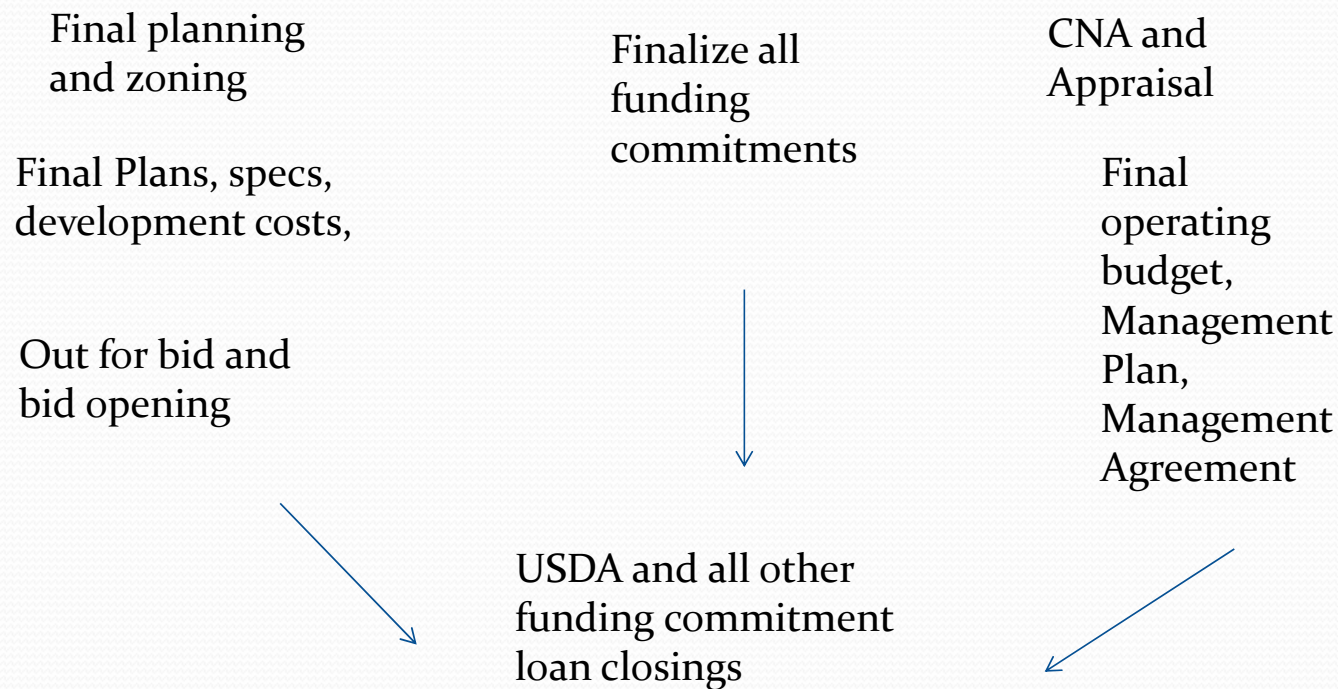 Final planning
and zoning
Final Plans, specs,
development costs,
Out for bid and
bid opening
Finalize all
funding
commitments
CNA and
Appraisal
Final
operating
budget,
Management
Plan,
Management
Agreement
USDA and all other
funding commitment
loan closings